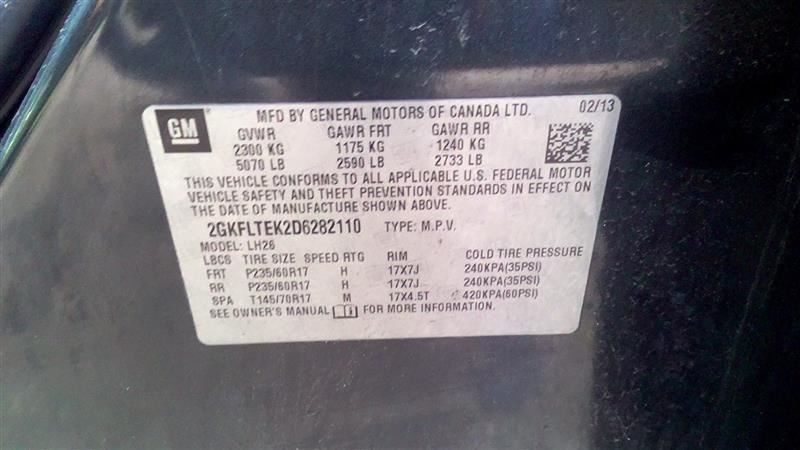 GM
MFD BY GENERAL MOTORS OF CANADA LTD. 02/13
GVWR GAWR FRT GAWR RR
2300 KG 1175 KG 1240 KG
5070 LB 2590 LB 2733 LB
THIS VEHICLE CONFORMS TO ALL APPLICABLE U.S. FEDERAL MOTOR
VEHICLE SAFETY AND THEFT PREVENTION STANDARDS IN EFFECT ON
THE DATE OF MANUFACTURE SHOWN ABOVE.
2GKFLTEK2D6282110 TYPE: M.P.V.
MODEL: LH26
LOCS TIRE SIZE SPEED RTG RIM COLD TIRE PRESSURE
FRT P235/60R17 H 17X7J 240KPA(35PSI)
RR P235/60R17 H 17X7J 240KPA(35PSI)
SPA T145/70R17 M 17X4.5T 420KPA(60PSI)
SEE OWNER'S MANUAL FOR MORE INFORMATION.